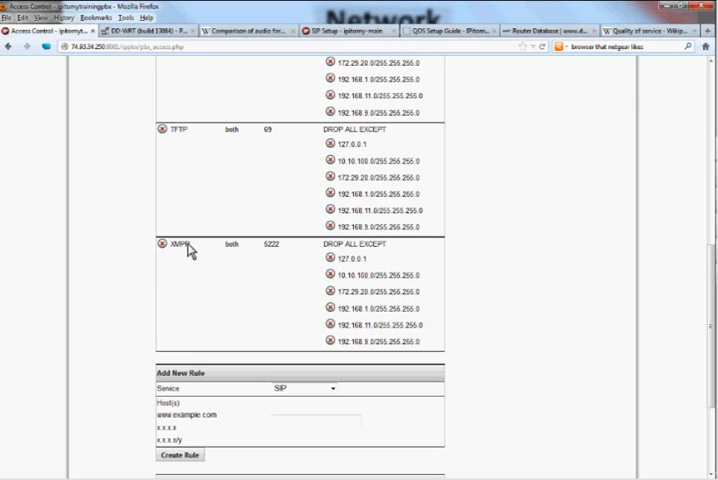 Access Control - ipitomytrainingpbx - Mozilla Firefox
File Edit View History Bookmarks Tools Help
Access Control - ipitomyt... DD-WRT (build 13064) - P... Comparison of audio for... SIP Setup - ipitomy-main QOS Setup Guide - IPitom... Router Database | www.d... Quality of service - Wikip...
74.93.34.250 /ippbx/pbx_access.php browser that netgear likes
Network
172.29.20.0/255.255.255.0
192.168.1.0/255.255.255.0
192.168.11.0/255.255.255.0
192.168.9.0/255.255.255.0
TFTP both 69 DROP ALL EXCEPT
127.0.0.1
10.10.100.0/255.255.255.0
172.29.20.0/255.255.255.0
192.168.1.0/255.255.255.0
192.168.11.0/255.255.255.0
192.168.9.0/255.255.255.0
XMPP both 5222 DROP ALL EXCEPT
127.0.0.1
10.10.100.0/255.255.255.0
172.29.20.0/255.255.255.0
192.168.1.0/255.255.255.0
192.168.11.0/255.255.255.0
192.168.9.0/255.255.255.0
Add New Rule
Service SIP
Host(s)
www.example.com
x.x.x.x
x.x.x.x/y
Create Rule